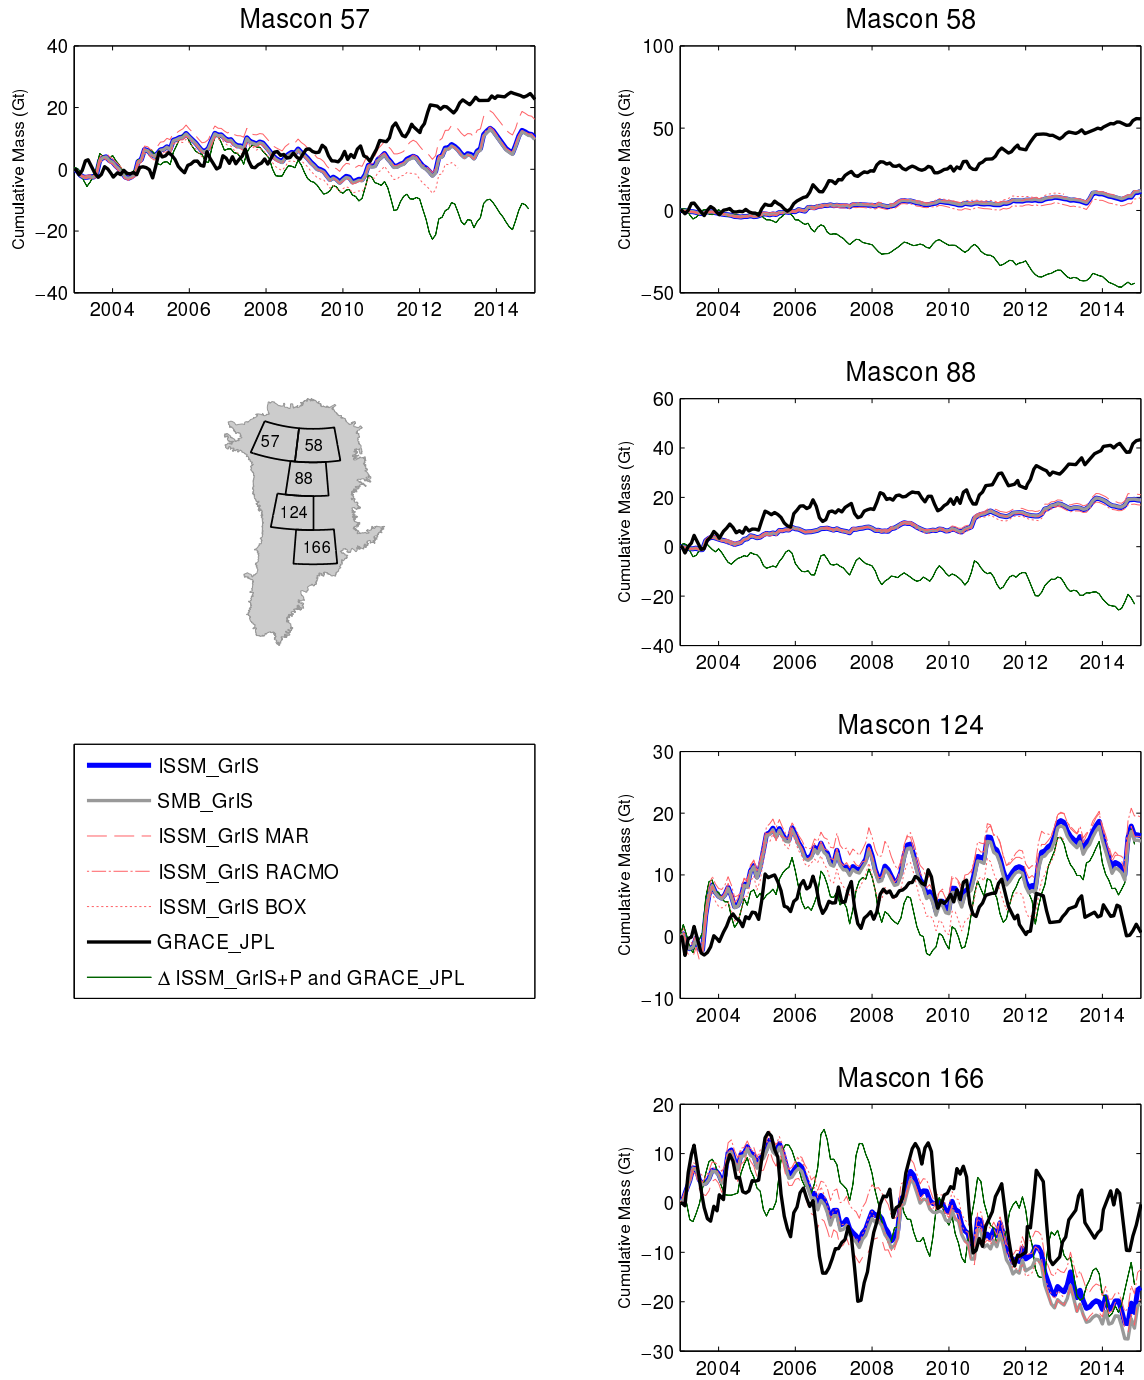 Mascon 57
Cumulative Mass (Gt)
40
20
0
−20
−40
2004 2006 2008 2010 2012 2014
Mascon 58
Cumulative Mass (Gt)
100
50
0
−50
2004 2006 2008 2010 2012 2014
57
58
88
124
166
Mascon 88
Cumulative Mass (Gt)
60
40
20
0
−20
−40
2004 2006 2008 2010 2012 2014
ISSM_GrIS
SMB_GrIS
ISSM_GrIS MAR
ISSM_GrIS RACMO
ISSM_GrIS BOX
GRACE_JPL
Δ ISSM_GrIS+P and GRACE_JPL
Mascon 124
Cumulative Mass (Gt)
30
20
10
0
−10
2004 2006 2008 2010 2012 2014
Mascon 166
Cumulative Mass (Gt)
20
10
0
−10
−20
−30
2004 2006 2008 2010 2012 2014